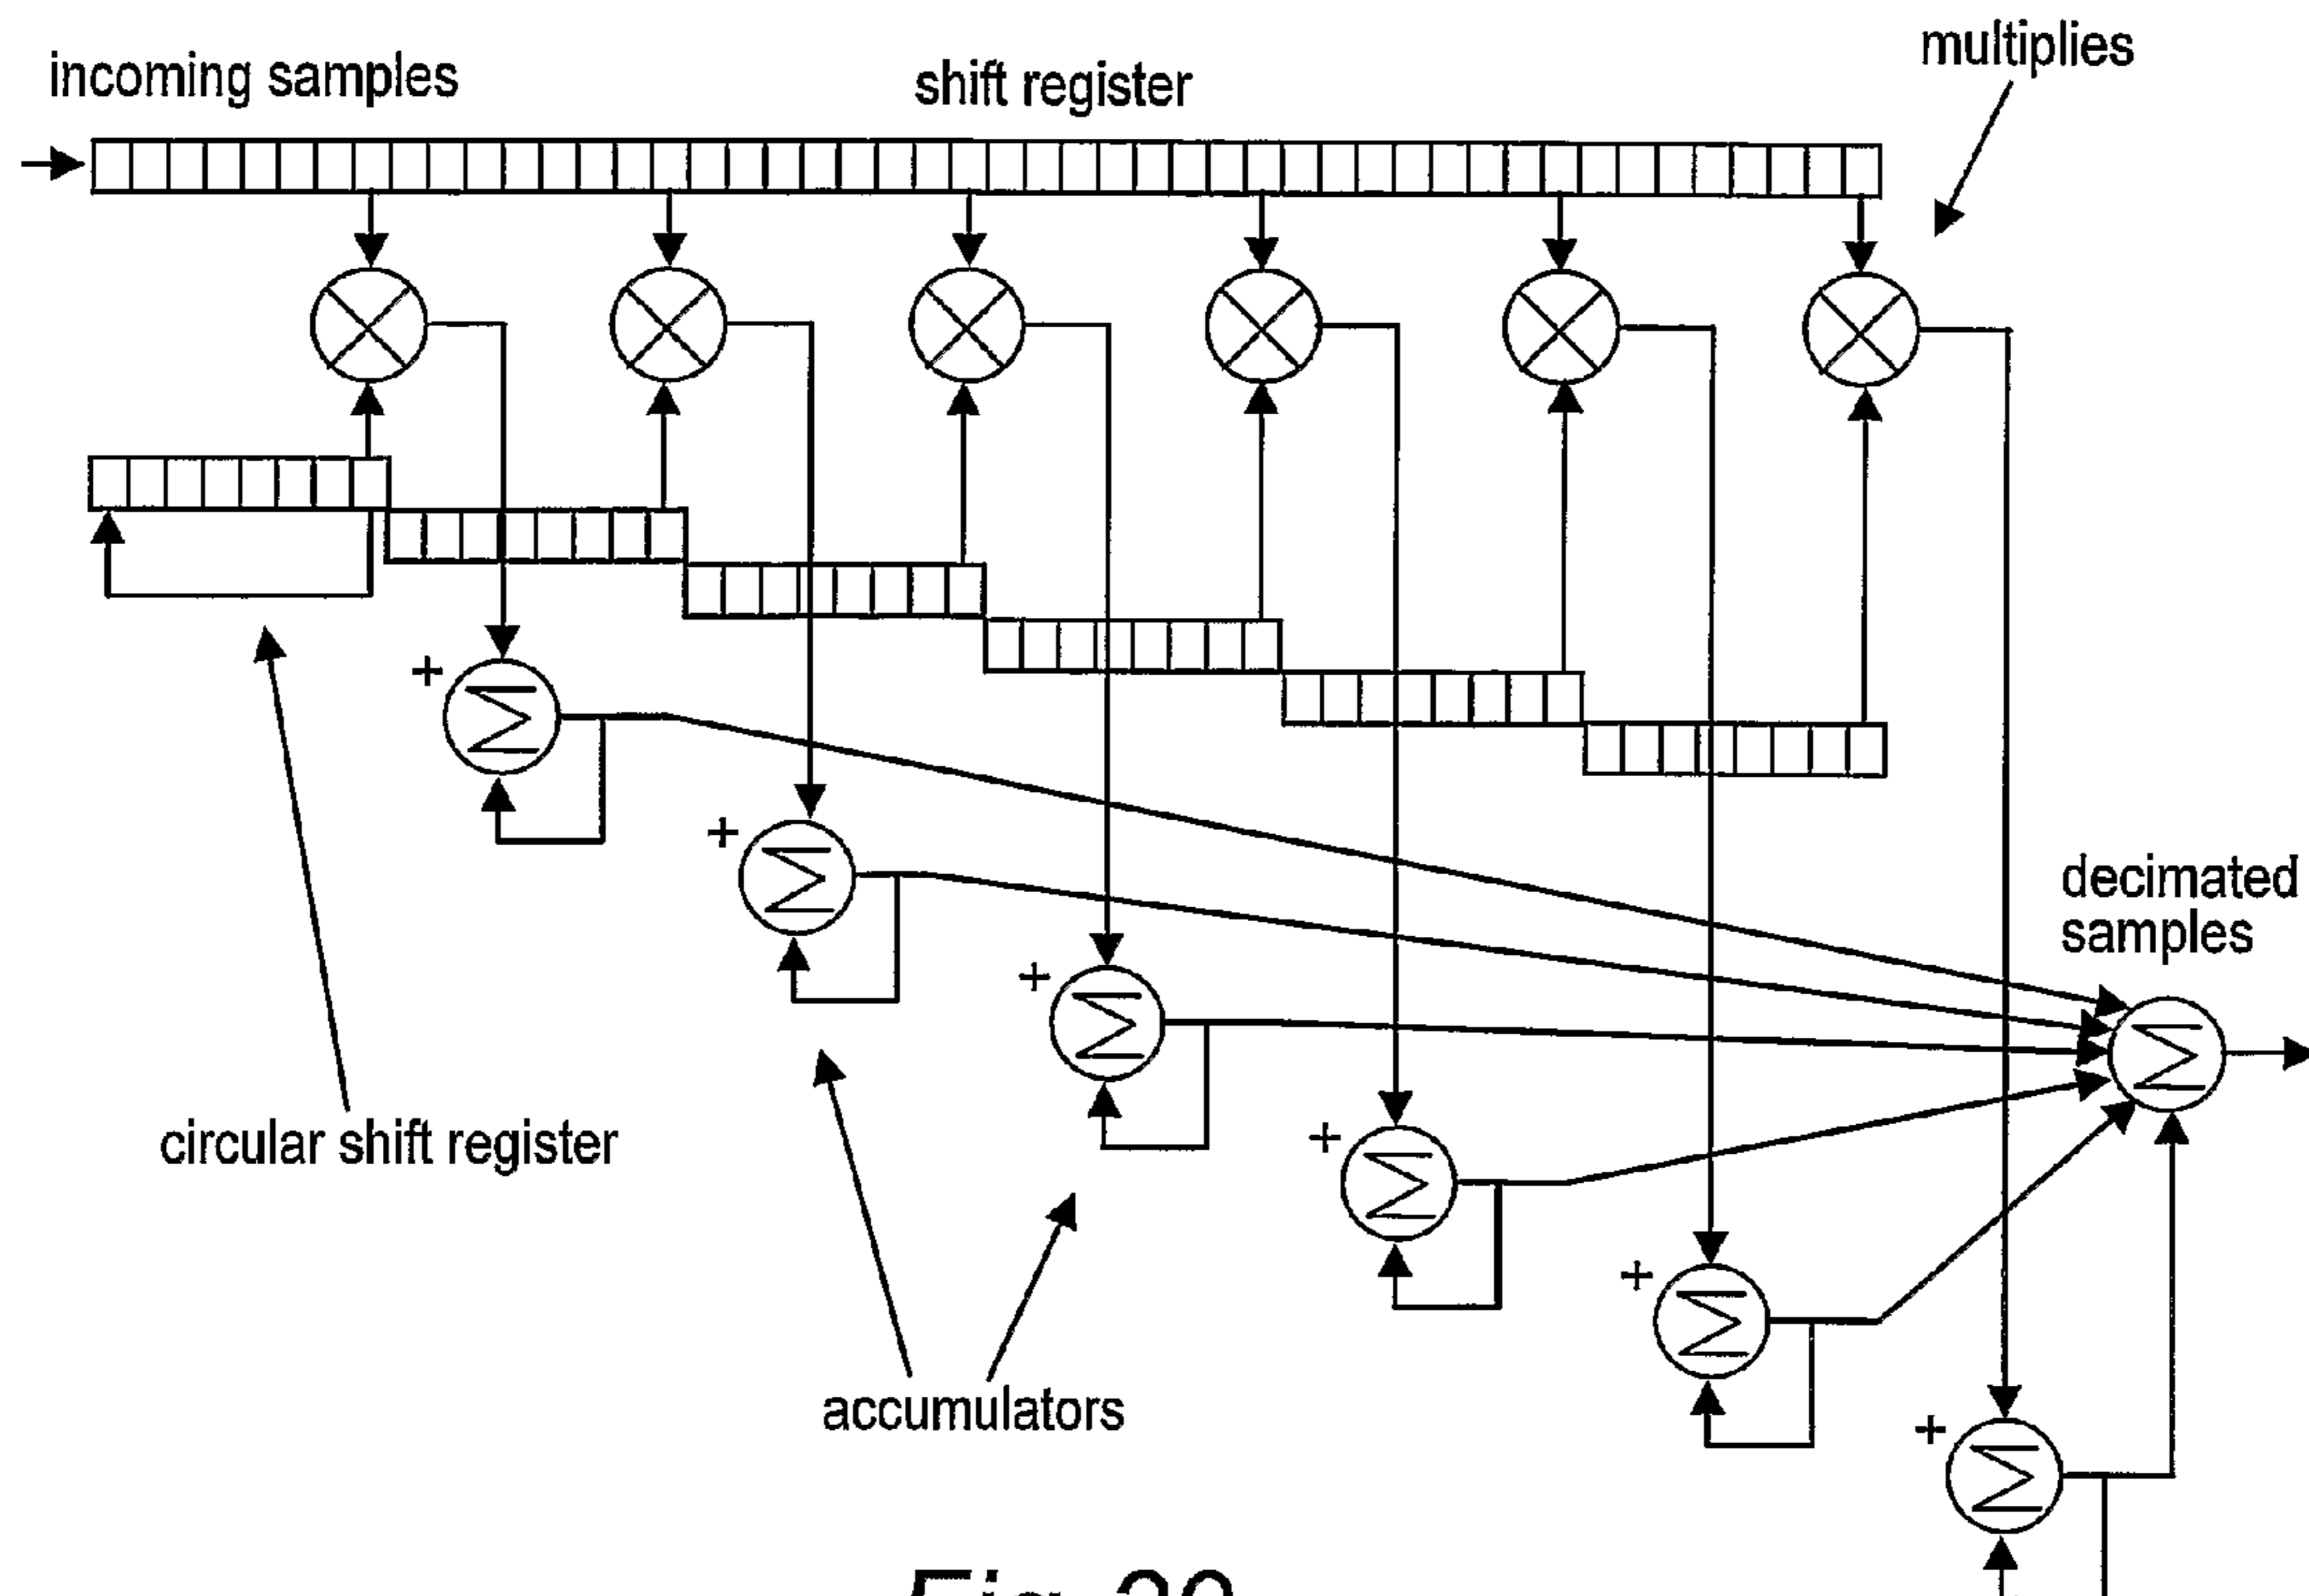 incoming samples
shift register
multiplies
+
+
decimated
samples
+
circular shift register
+
+
accumulators
+